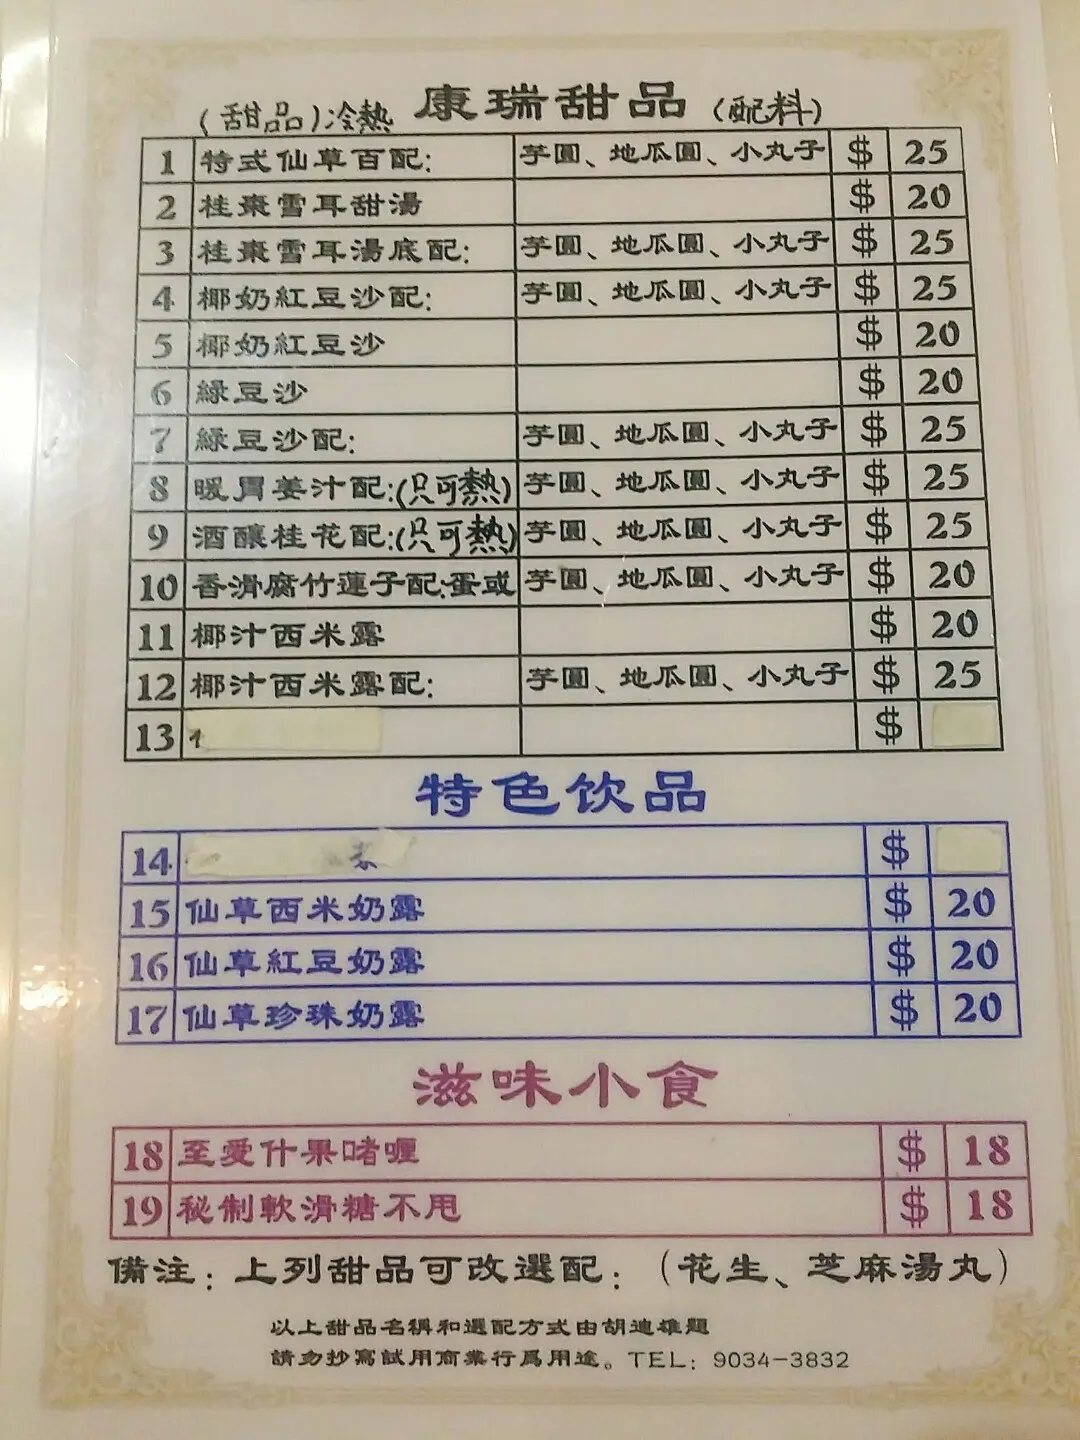 (甜品)冷熱 康瑞甜品 (配料)
1 特式仙草百配: 芋圓、地瓜圓、小丸子 $ 25
2 桂棗雪耳甜湯 $ 20
3 桂棗雪耳湯底配: 芋圓、地瓜圓、小丸子 $ 25
4 椰奶紅豆沙配: 芋圓、地瓜圓、小丸子 $ 25
5 椰奶紅豆沙 $ 20
6 綠豆沙 $ 20
7 綠豆沙配: 芋圓、地瓜圓、小丸子 $ 25
8 暖胃姜汁配:(只可熱) 芋圓、地瓜圓、小丸子 $ 25
9 酒釀桂花配:(只可熱) 芋圓、地瓜圓、小丸子 $ 25
10 香滑腐竹蓮子配:蛋或 芋圓、地瓜圓、小丸子 $ 20
11 椰汁西米露 $ 20
12 椰汁西米露配: 芋圓、地瓜圓、小丸子 $ 25
13 $
特色饮品
14 $
15 仙草西米奶露 $ 20
16 仙草紅豆奶露 $ 20
17 仙草珍珠奶露 $ 20
滋味小食
18 至愛什果啫喱 $ 18
19 秘制軟滑糖不甩 $ 18
備注:上列甜品可改選配:(花生、芝麻湯丸)
以上甜品名稱和選配方式由胡迪雄題
請勿抄寫試用商業行爲用途。TEL: 9034-3832